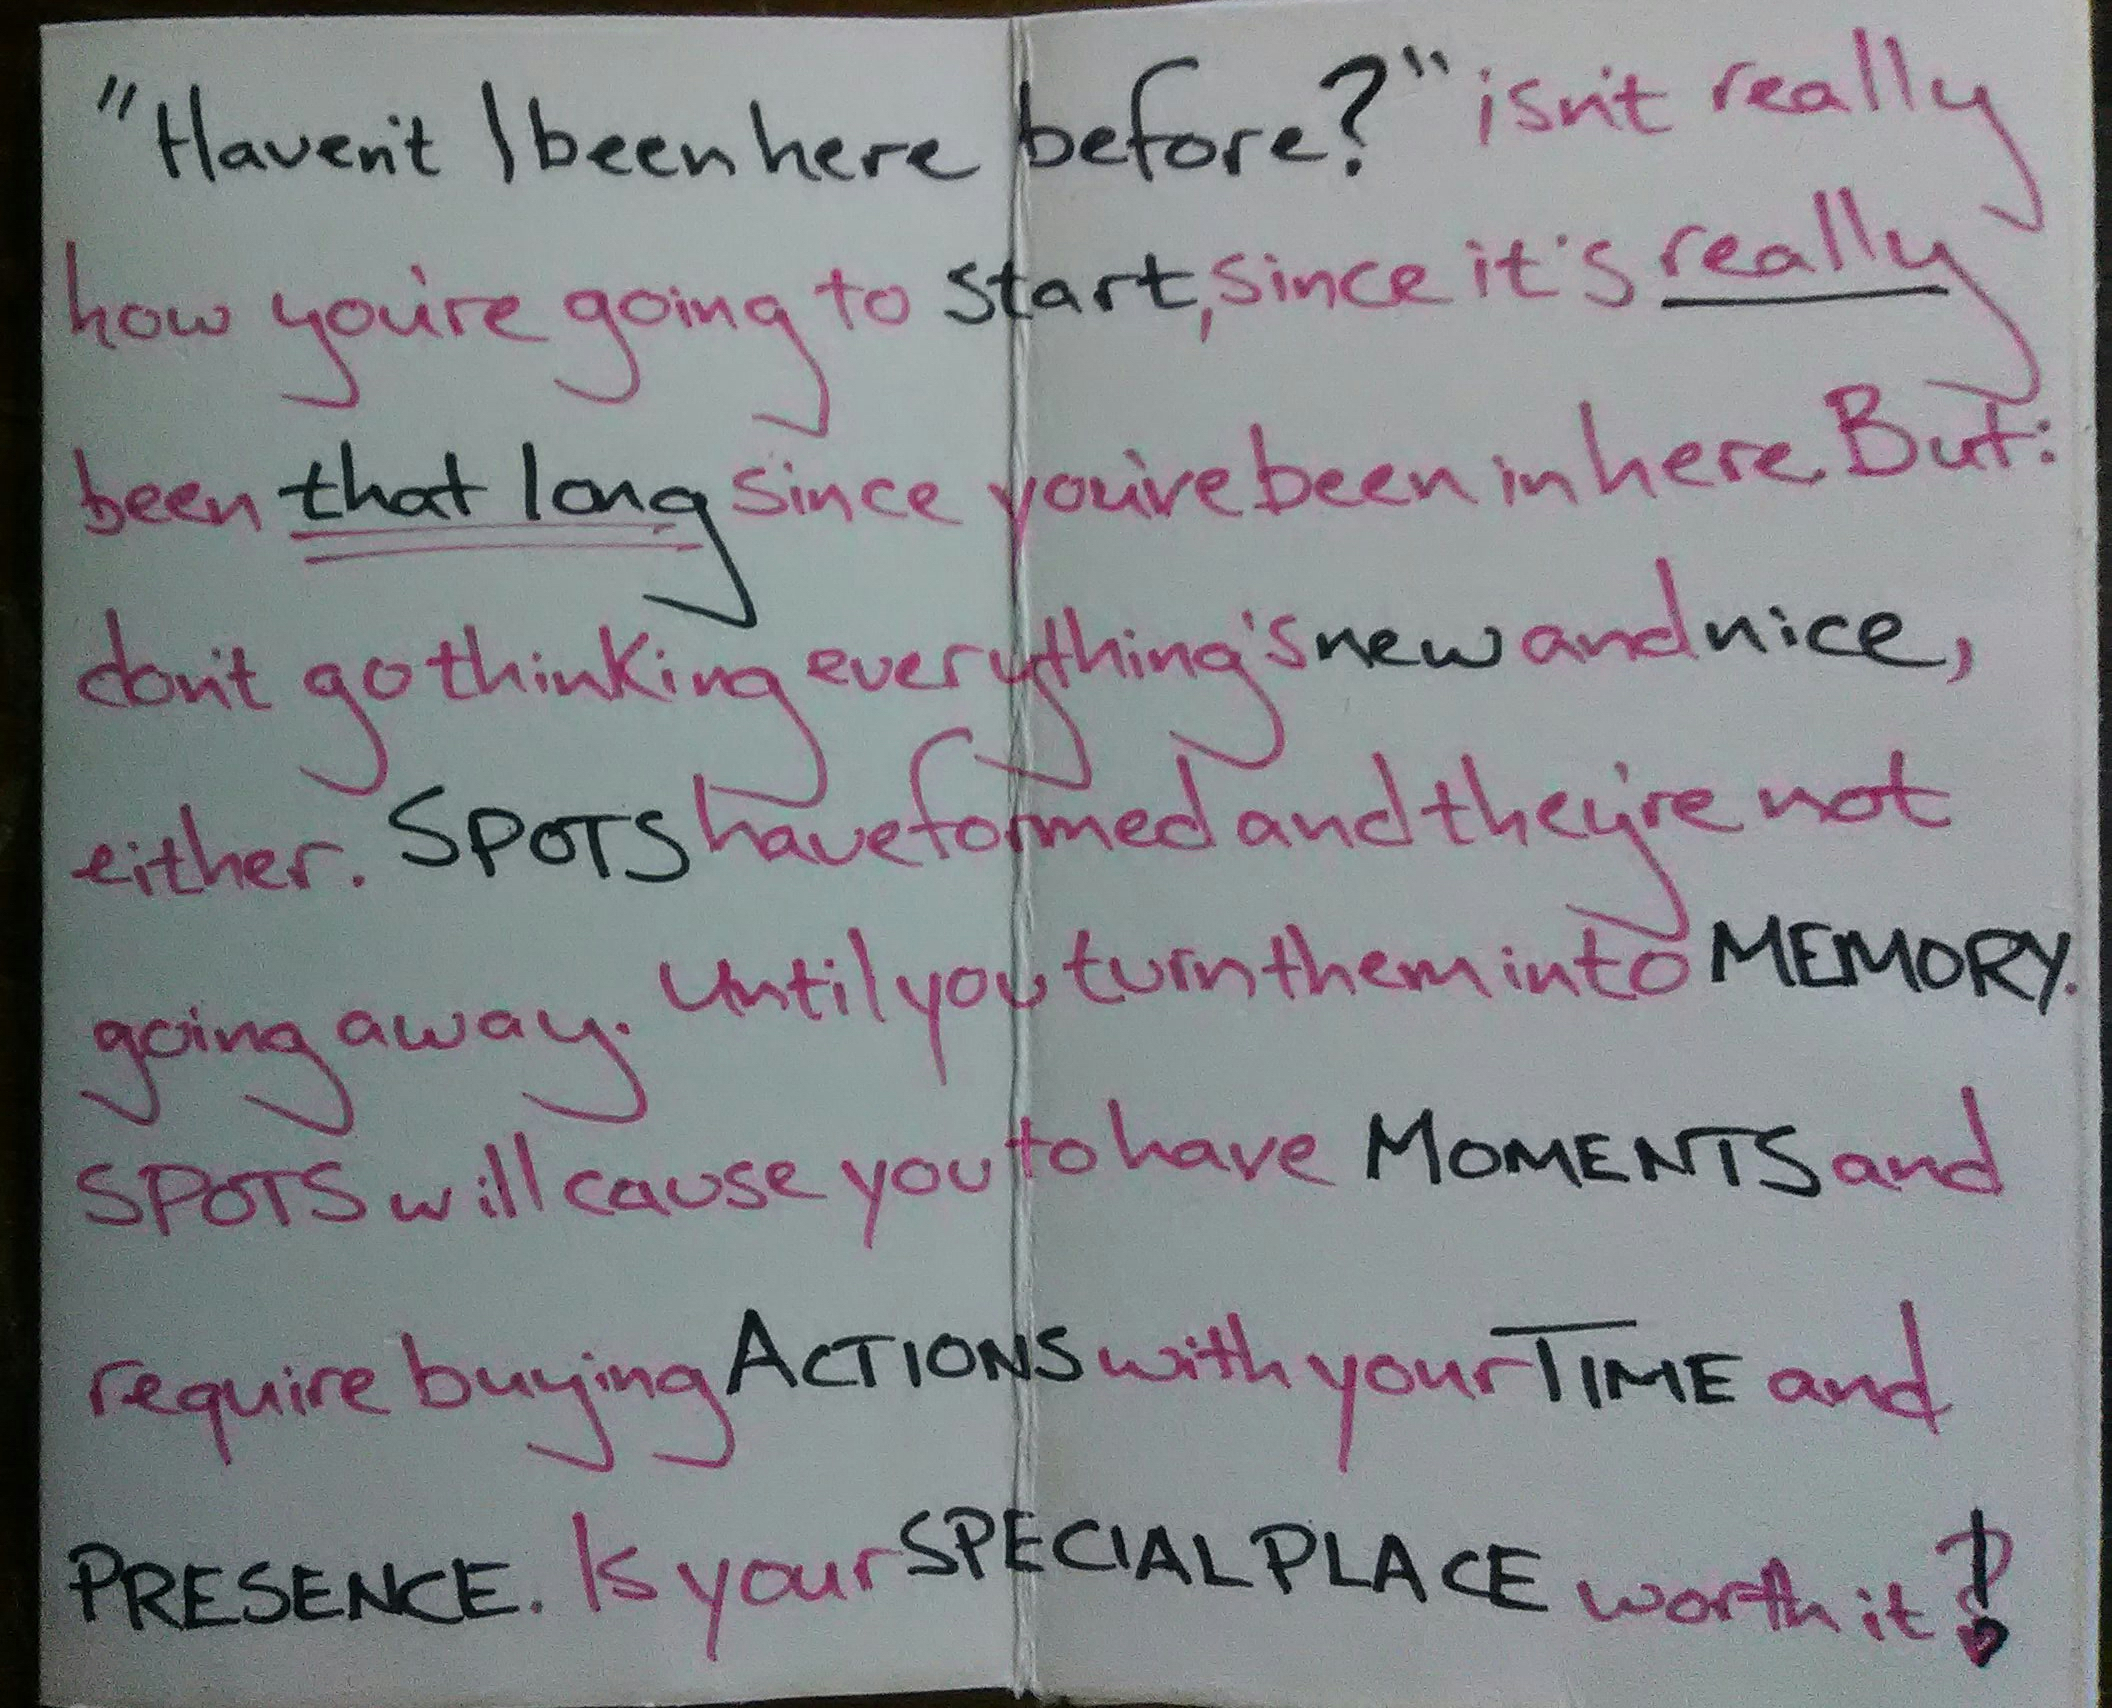 "Haven't I been here before?" isn't really
how you're going to start, since it's really
been that long since you've been in here. But:
don't go thinking everything's new and nice,
either. SPOTS have formed and they're not
going away. Until you turn them into MEMORY.
SPOTS will cause you to have MOMENTS and
require buying ACTIONS with your TIME and
PRESENCE. Is your SPECIAL PLACE worth it?!